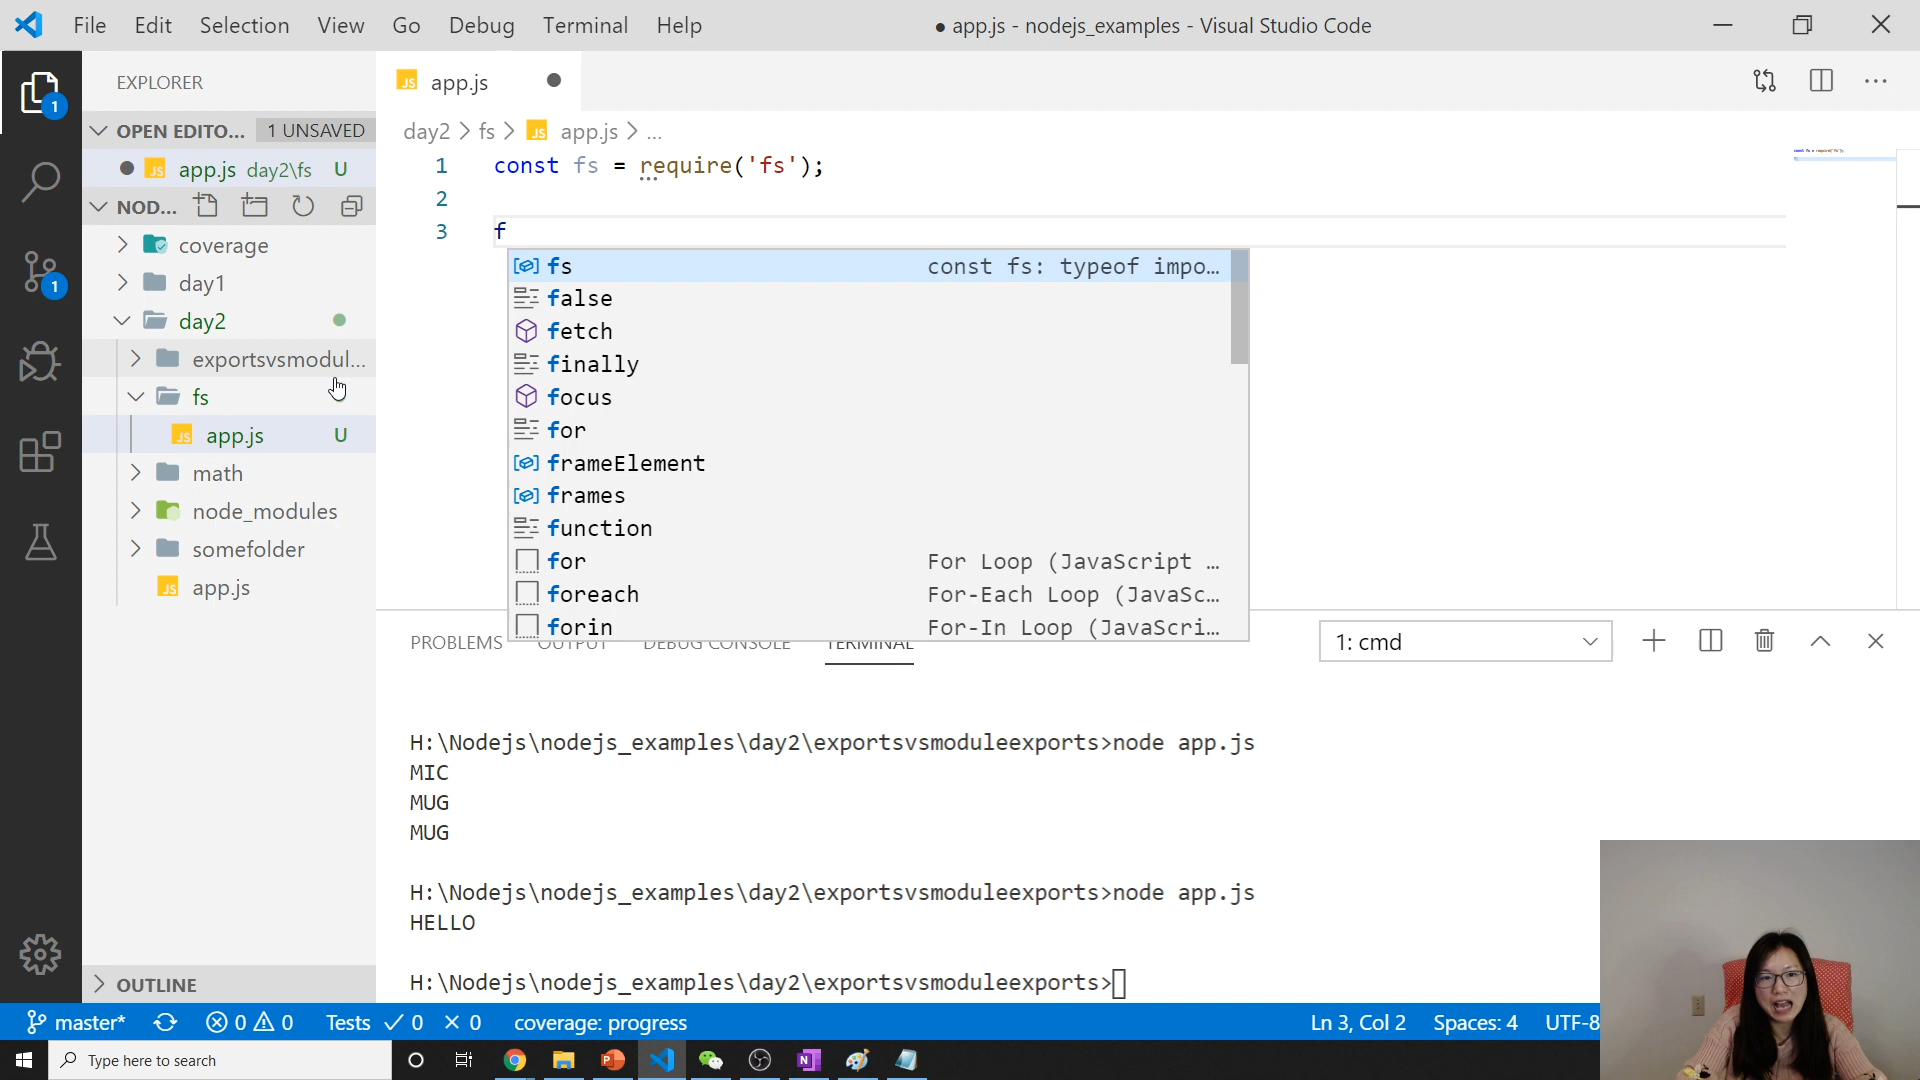 File Edit Selection View Go Debug Terminal Help
● app.js - nodejs_examples - Visual Studio Code
EXPLORER
JS app.js
OPEN EDITO... 1 UNSAVED
day2 > fs > JS app.js > ...
JS app.js day2\fs U
NOD...
coverage
day1
day2
exportsvsmodul...
fs
JS app.js U
math
node_modules
somefolder
JS app.js
OUTLINE
1 const fs = require('fs');
2
3 f
fs const fs: typeof impo...
false
fetch
finally
focus
for
frameElement
frames
function
for For Loop (JavaScript ...
foreach For-Each Loop (JavaSc...
forin For-In Loop (JavaScri...
PROBLEMS OUTPUT DEBUG CONSOLE TERMINAL 1: cmd
H:\Nodejs\nodejs_examples\day2\exportsvsmoduleexports>node app.js
MIC
MUG
MUG
H:\Nodejs\nodejs_examples\day2\exportsvsmoduleexports>node app.js
HELLO
H:\Nodejs\nodejs_examples\day2\exportsvsmoduleexports>
1
1
master* 0 0 Tests 0 0 coverage: progress Ln 3, Col 2 Spaces: 4 UTF-8
Type here to search